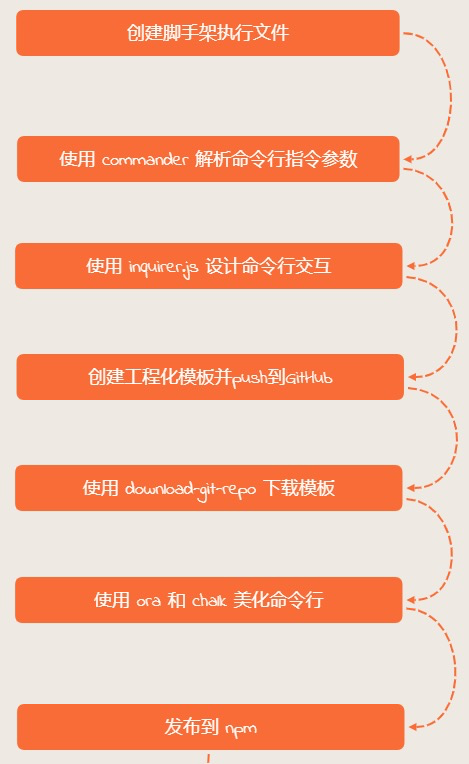 创建脚手架执行文件
使用 commander 解析命令行指令参数
使用 inquirer.js 设计命令行交互
创建工程化模板并push到GitHub
使用 download-git-repo 下载模板
使用 ora 和 chalk 美化命令行
发布到 npm